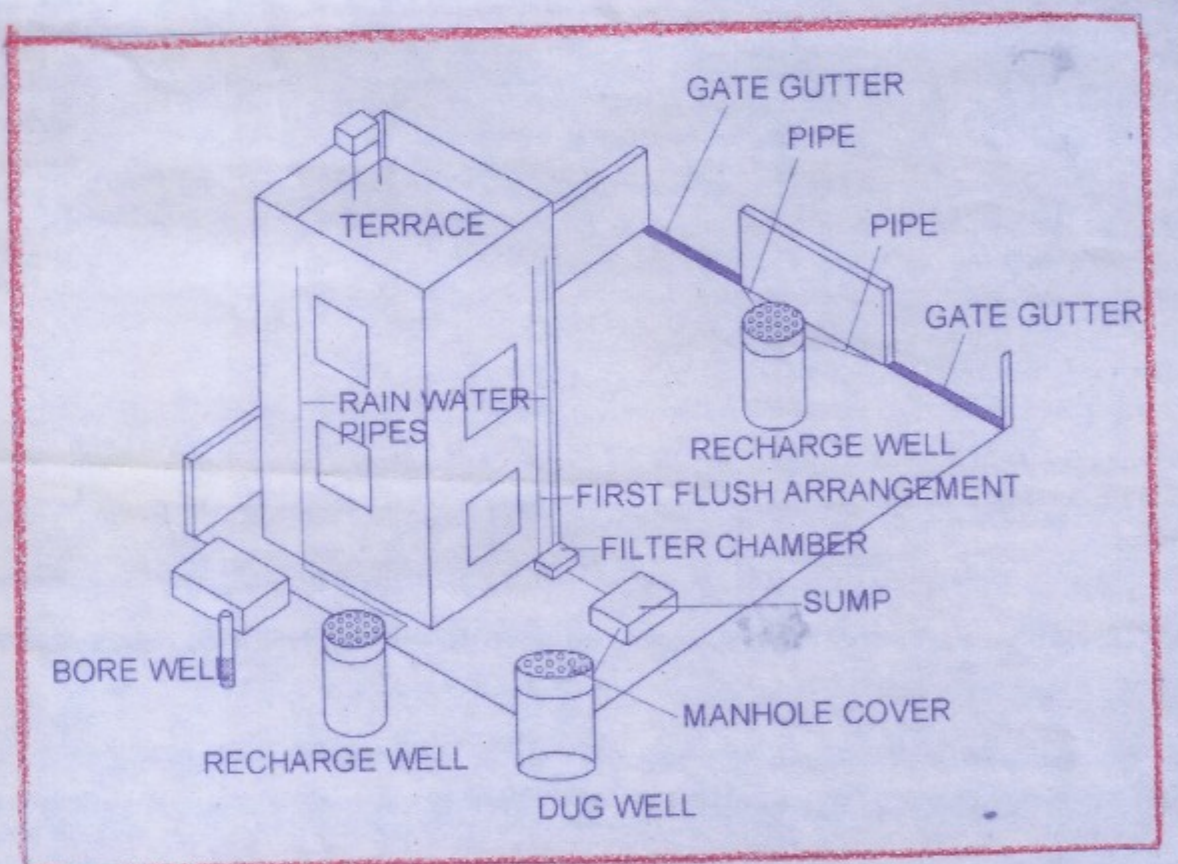 GATE GUTTER
PIPE
TERRACE
PIPE
GATE GUTTER
RAIN WATER
PIPES
RECHARGE WELL
FIRST FLUSH ARRANGEMENT
FILTER CHAMBER
SUMP
BORE WELL
MANHOLE COVER
RECHARGE WELL
DUG WELL